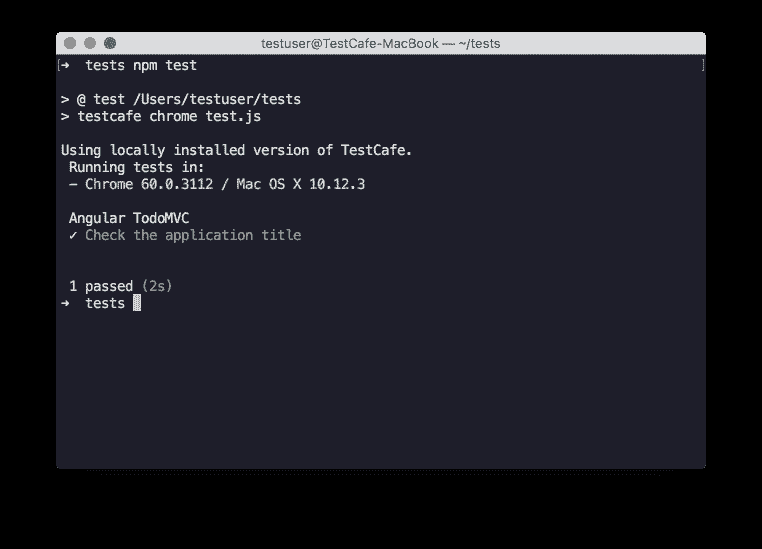 testuser@TestCafe-MacBook — ~/tests
[➜  tests npm test ]
> @ test /Users/testuser/tests
> testcafe chrome test.js
Using locally installed version of TestCafe.
Running tests in:
- Chrome 60.0.3112 / Mac OS X 10.12.3
Angular TodoMVC
✓ Check the application title
1 passed (2s)
➜  tests